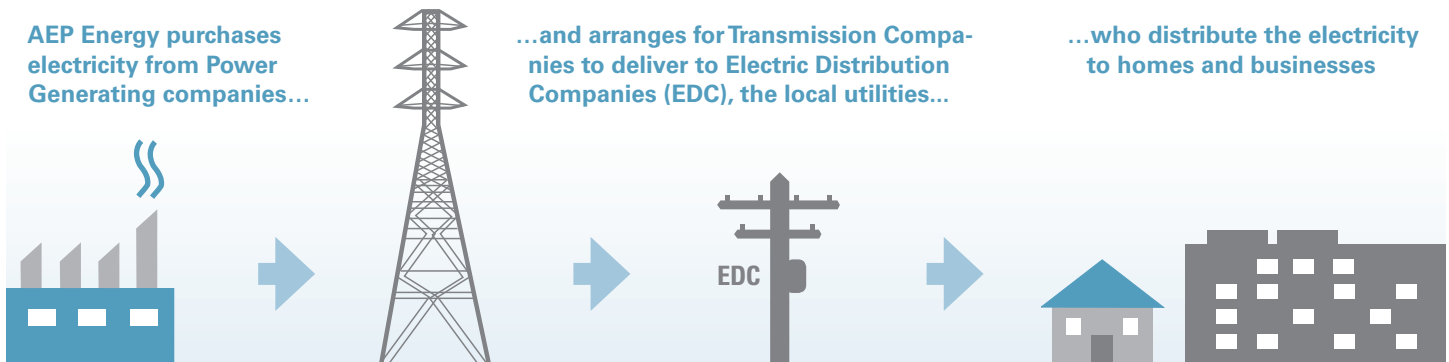 AEP Energy purchases
electricity from Power
Generating companies…
…and arranges for Transmission Compa-
nies to deliver to Electric Distribution
Companies (EDC), the local utilities...
…who distribute the electricity
to homes and businesses
EDC